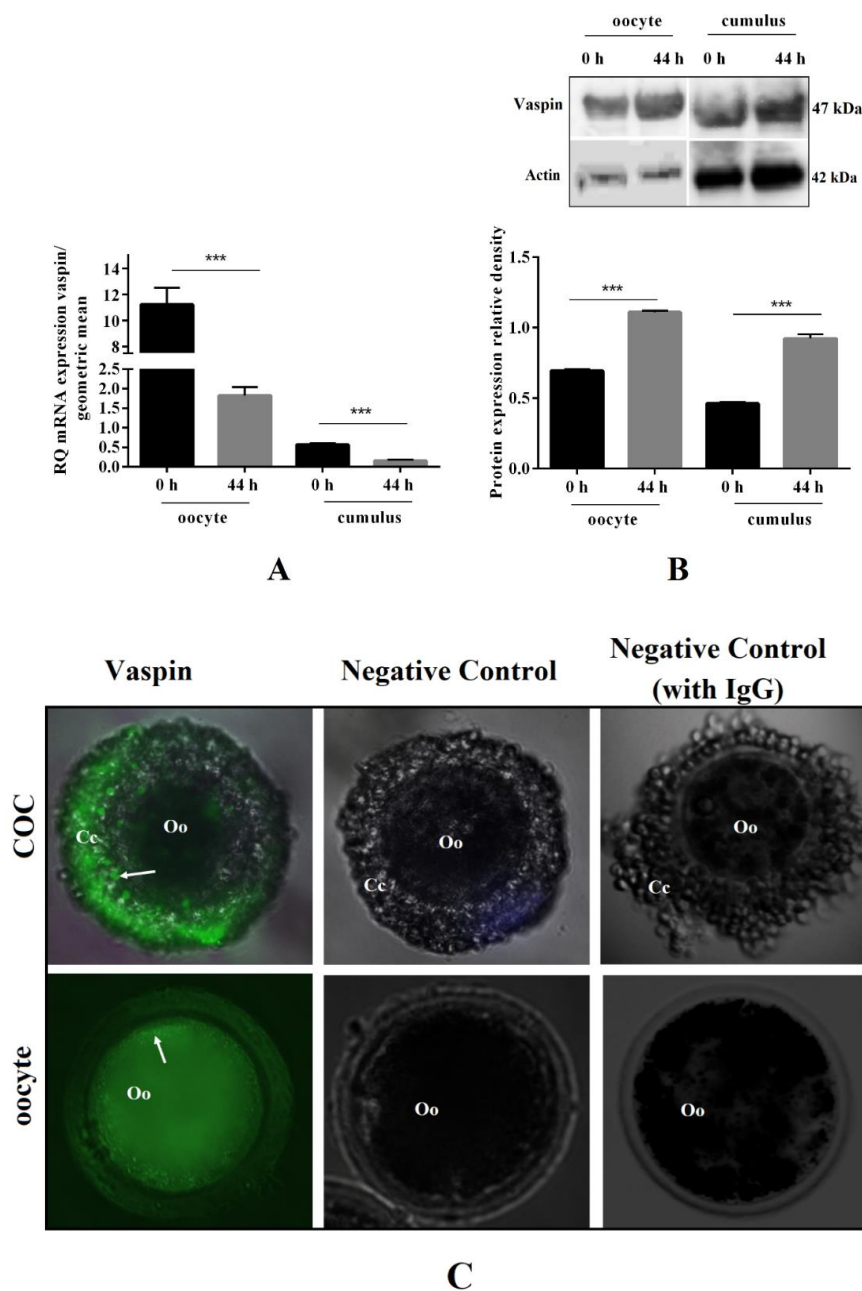 oocyte cumulus
0 h 44 h 0 h 44 h
Vaspin 47 kDa
Actin 42 kDa
RQ mRNA expression vaspin/
geometric mean
14
12
10
8
6
2.5
2.0
1.5
1.0
0.5
0.0
***
***
0 h 44 h 0 h 44 h
oocyte cumulus
A
Protein expression relative density
1.5
1.0
0.5
0.0
***
***
0 h 44 h 0 h 44 h
oocyte cumulus
B
Vaspin
Negative Control
Negative Control
(with IgG)
COC
Oo
Cc
Oo
Cc
Oo
Cc
oocyte
Oo
Oo
Oo
C